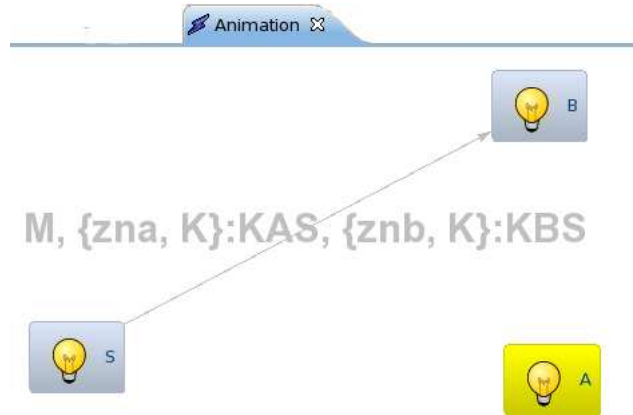 Animation
B
M, {zna, K}:KAS, {znb, K}:KBS
S
A